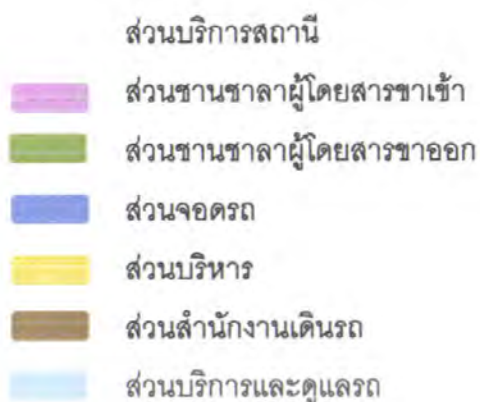 ส่วนบริการสถานี
ส่วนชานชาลาผู้โดยสารขาเข้า
ส่วนชานชาลาผู้โดยสารขาออก
ส่วนจอดรถ
ส่วนบริหาร
ส่วนสำนักงานเดินรถ
ส่วนบริการและดูแลรถ